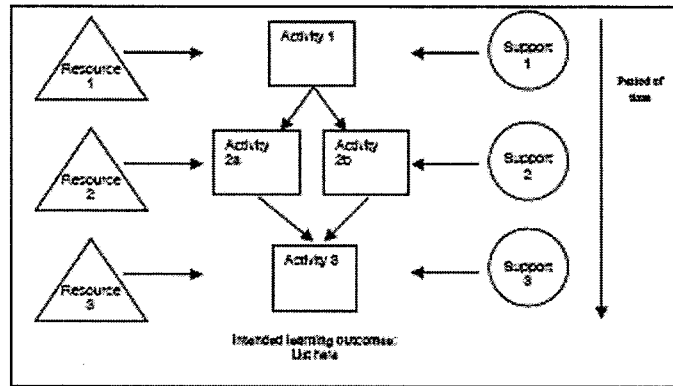 Activity 1
Resource
1
Support
1
Period of
time
Activity
2a
Activity
2b
Resource
2
Support
2
Activity 3
Resource
3
Support
3
Intended learning outcomes:
List here